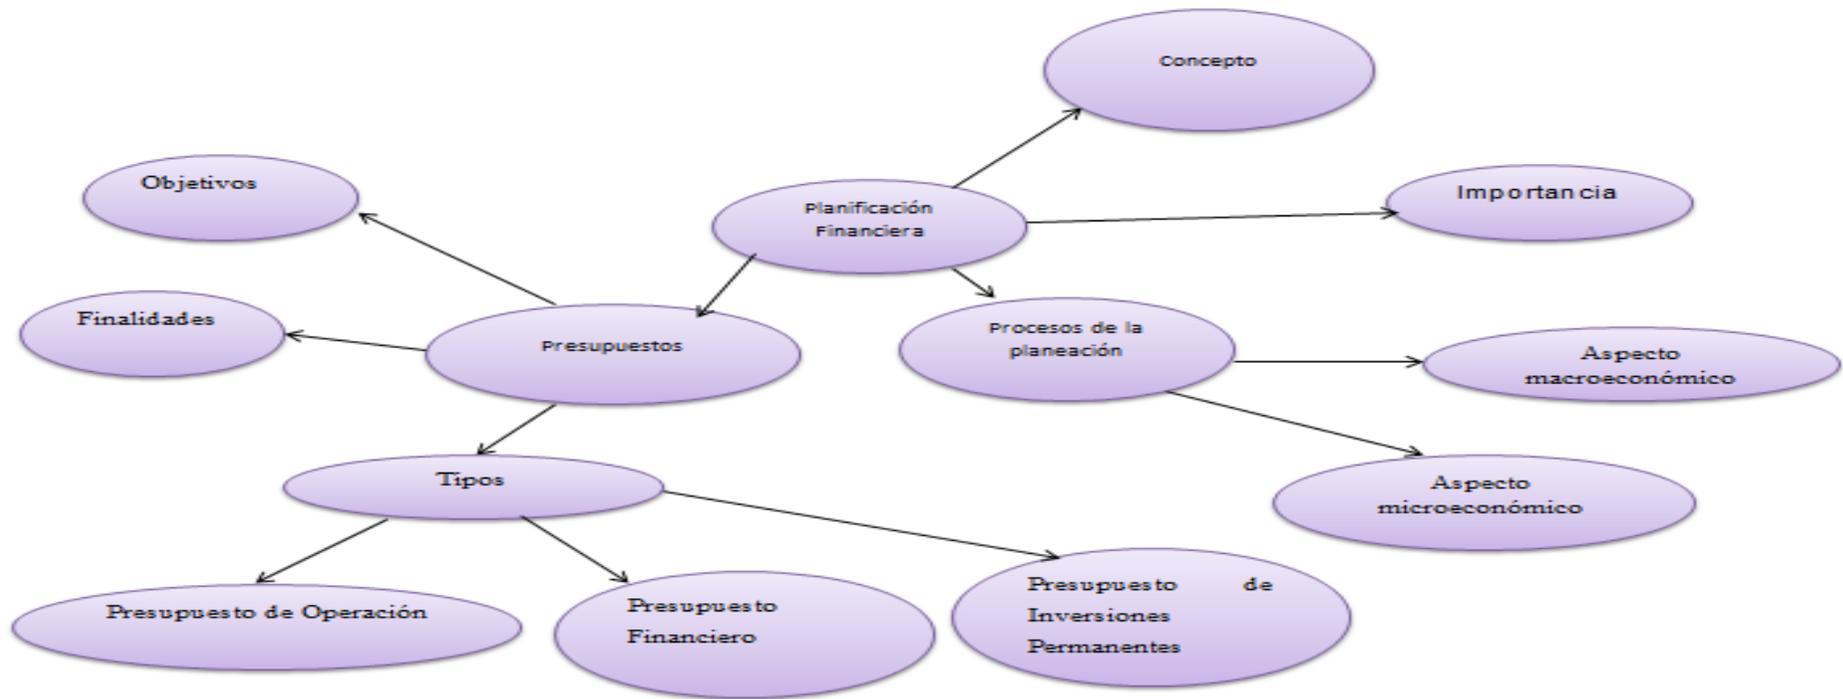 Concepto
Objetivos
Importancia
Planificación
Financiera
Finalidades
Presupuestos
Procesos de la
planeación
Aspecto
macroeconómico
Tipos
Aspecto
microeconómico
Presupuesto de Operación
Presupuesto
Financiero
Presupuesto de
Inversiones
Permanentes